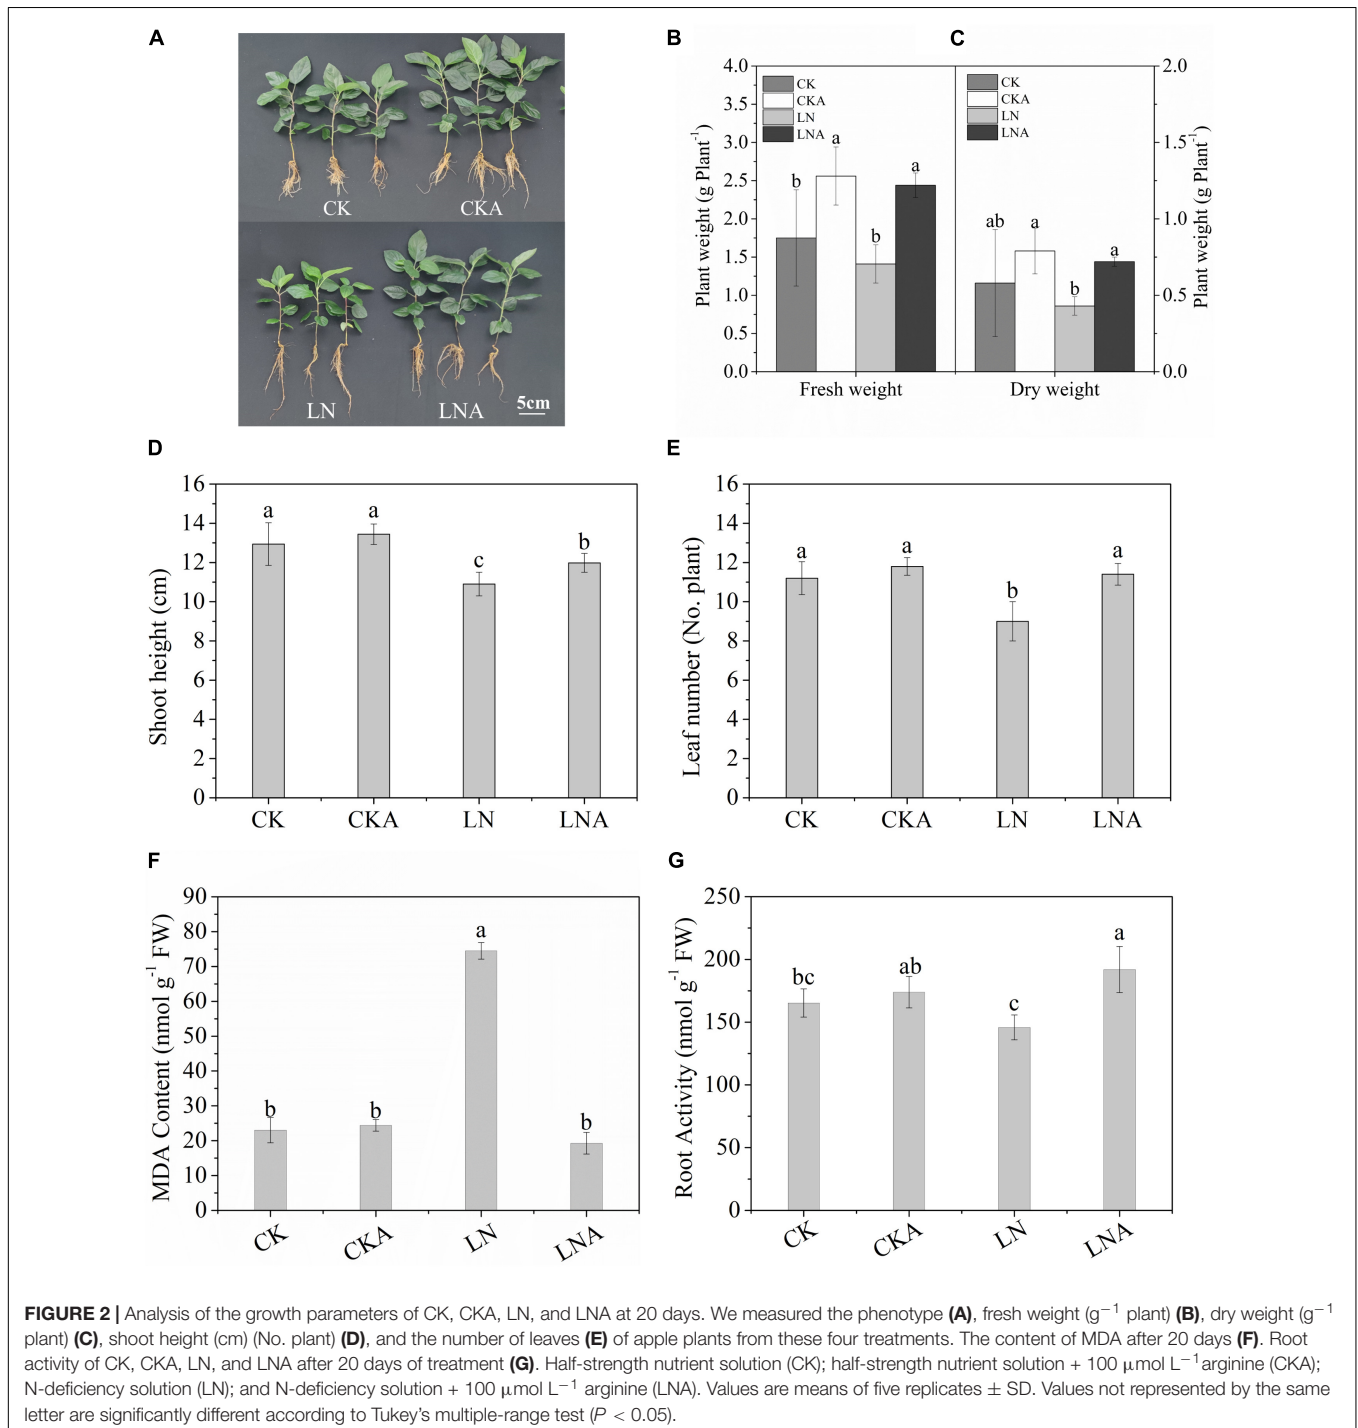 A
CK
CKA
LN
LNA
5cm
B
C
4.0
3.5
3.0
2.5
2.0
1.5
1.0
0.5
0.0
Plant weight (g Plant⁻¹)
CK
CKA
LN
LNA
b
a
b
a
Fresh weight
CK
CKA
LN
LNA
ab
a
b
a
Dry weight
2.0
1.5
1.0
0.5
0.0
Plant weight (g Plant⁻¹)
D
16
14
12
10
8
6
4
2
0
Shoot height (cm)
a
a
c
b
CK CKA LN LNA
E
16
14
12
10
8
6
4
2
0
Leaf number (No. plant)
a
a
b
a
CK CKA LN LNA
F
90
80
70
60
50
40
30
20
10
0
MDA Content (nmol g⁻¹ FW)
b
b
a
b
CK CKA LN LNA
G
250
200
150
100
50
0
Root Activity (nmol g⁻¹ FW)
bc
ab
c
a
CK CKA LN LNA
FIGURE 2 | Analysis of the growth parameters of CK, CKA, LN, and LNA at 20 days. We measured the phenotype (A), fresh weight (g⁻¹ plant) (B), dry weight (g⁻¹
plant) (C), shoot height (cm) (No. plant) (D), and the number of leaves (E) of apple plants from these four treatments. The content of MDA after 20 days (F). Root
activity of CK, CKA, LN, and LNA after 20 days of treatment (G). Half-strength nutrient solution (CK); half-strength nutrient solution + 100 μmol L⁻¹arginine (CKA);
N-deficiency solution (LN); and N-deficiency solution + 100 μmol L⁻¹ arginine (LNA). Values are means of five replicates ± SD. Values not represented by the same
letter are significantly different according to Tukey's multiple-range test (P < 0.05).